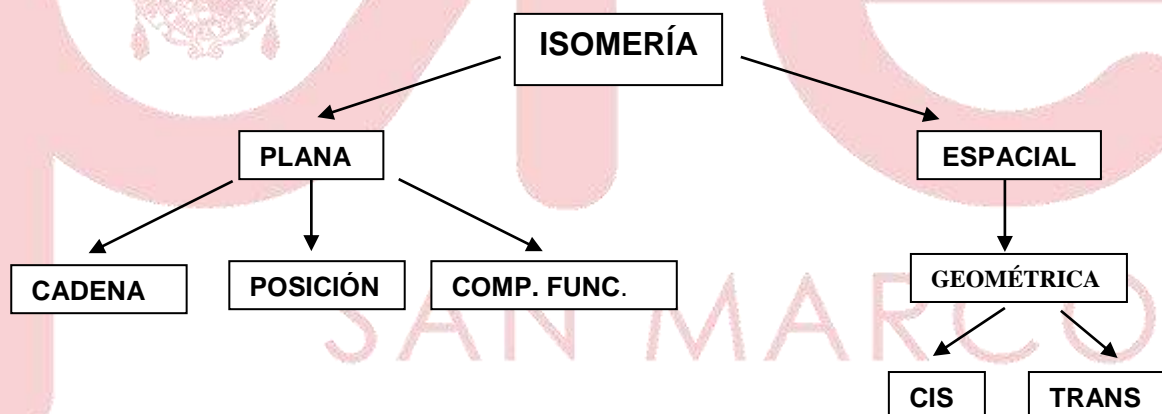 ISOMERÍA
PLANA
ESPACIAL
CADENA
POSICIÓN
COMP. FUNC.
GEOMÉTRICA
SAN MARCO
CIS
TRANS